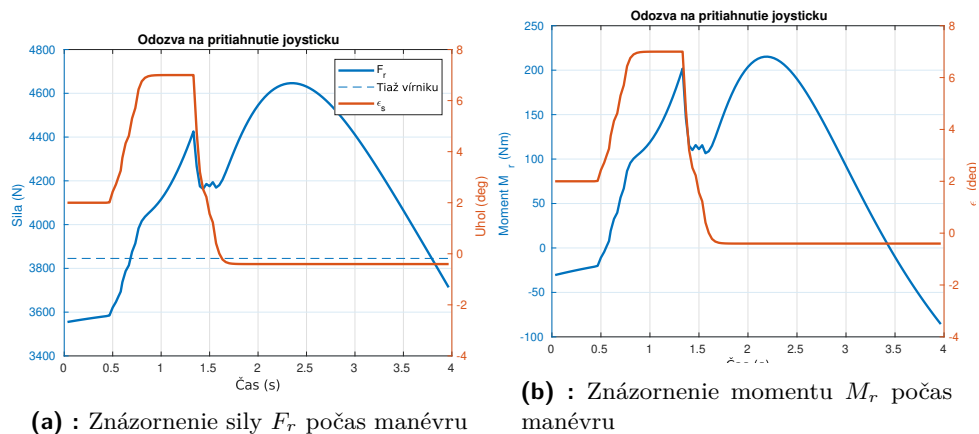 Odozva na pritiahnutie joysticku
4800
4600
4400
4200
4000
3800
3600
3400
Sila (N)
F_r
Tiaž vírniku
ϵ_s
8
6
4
2
0
-2
-4
Uhol (deg)
0 0.5 1 1.5 2 2.5 3 3.5 4
Čas (s)
(a) : Znázornenie sily F_r počas manévru
Odozva na pritiahnutie joysticku
250
200
150
100
50
0
-50
-100
Moment M_r (Nm)
8
6
4
2
0
-2
-4
0 0.5 1 1.5 2 2.5 3 3.5 4
Čas (s)
(b) : Znázornenie momentu M_r počas
manévru